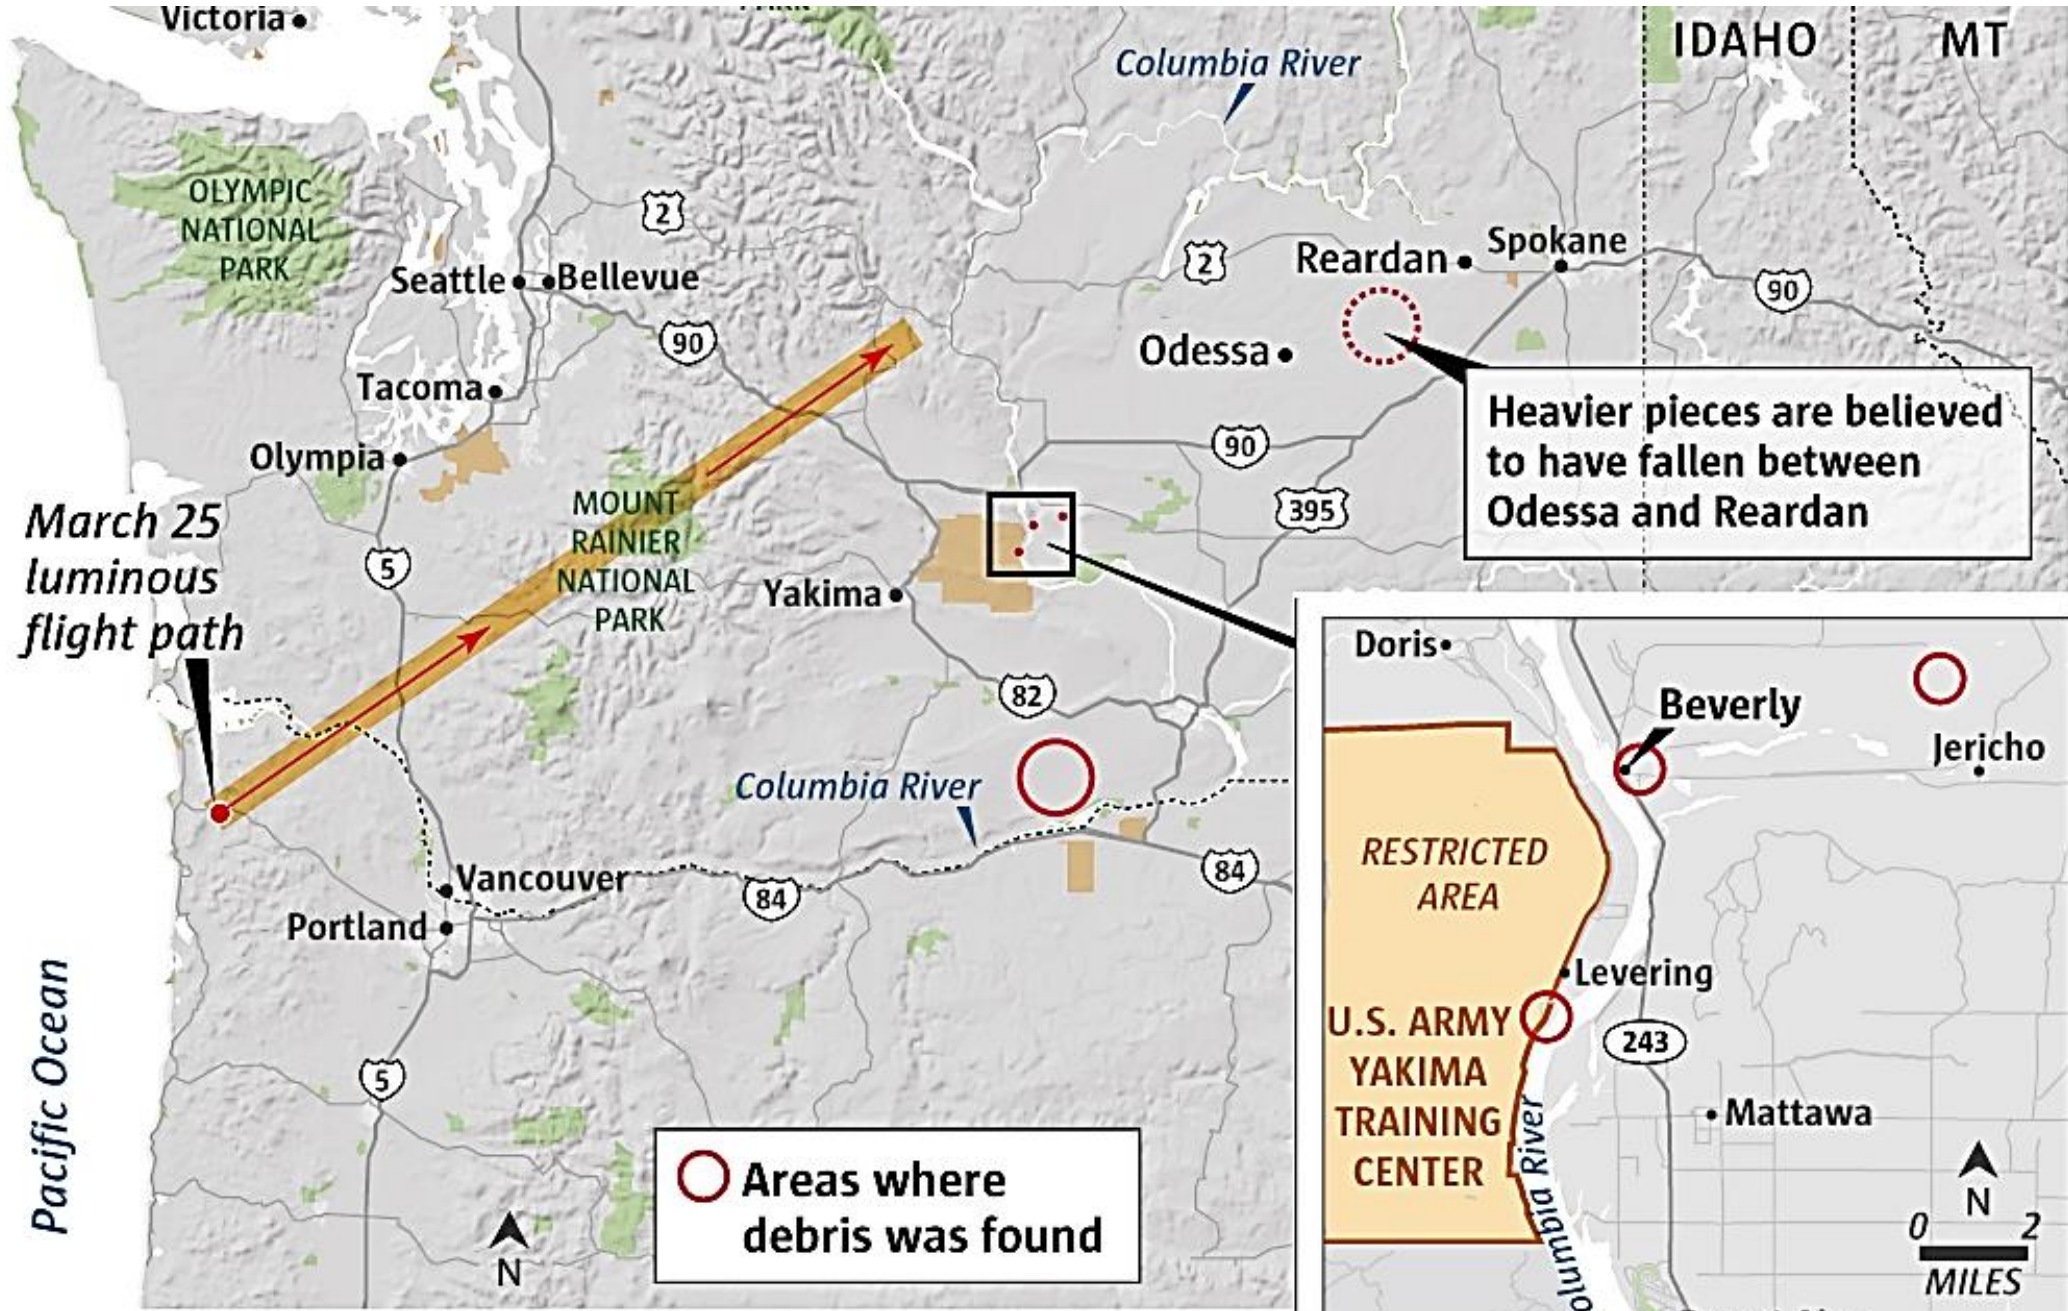 Victoria
PARK
Columbia River
IDAHO
MT
OLYMPIC
NATIONAL
PARK
2
Seattle
Bellevue
2
Reardan
Spokane
90
90
Odessa
Tacoma
Heavier pieces are believed
to have fallen between
Odessa and Reardan
Olympia
90
395
March 25
luminous
flight path
MOUNT
RAINIER
NATIONAL
PARK
5
Yakima
82
Columbia River
Vancouver
84
84
Portland
Pacific Ocean
5
Areas where
debris was found
N
Doris
Beverly
Jericho
RESTRICTED
AREA
Levering
U.S. ARMY
YAKIMA
TRAINING
CENTER
243
Mattawa
Columbia River
olumbia
N
0 2
MILES